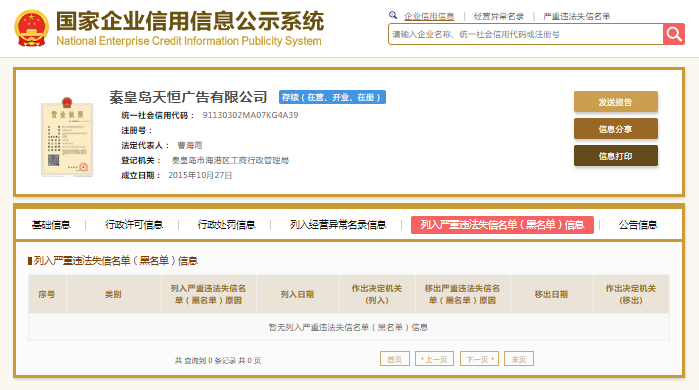 国家企业信用信息公示系统
National Enterprise Credit Information Publicity System
企业信用信息 | 经营异常名录 | 严重违法失信名单
请输入企业名称、统一社会信用代码或注册号
营业执照
秦皇岛天恒广告有限公司 存续（在营、开业、在册）
统一社会信用代码： 91130302MA07KG4A39
注册号：
法定代表人： 曹海霞
登记机关： 秦皇岛市海港区工商行政管理局
成立日期： 2015年10月27日
发送报告
信息分享
信息打印
基础信息 | 行政许可信息 | 行政处罚信息 | 列入经营异常名录信息 | 列入严重违法失信名单（黑名单）信息 | 公告信息
列入严重违法失信名单（黑名单）信息
序号 类别 列入严重违法失信名单（黑名单）原因 列入日期 作出决定机关(列入) 移出严重违法失信名单（黑名单）原因 移出日期 作出决定机关(移出)
暂无列入严重违法失信名单（黑名单）信息
共 查询到 0 条记录 共 0 页 首页 上一页 下一页 末页